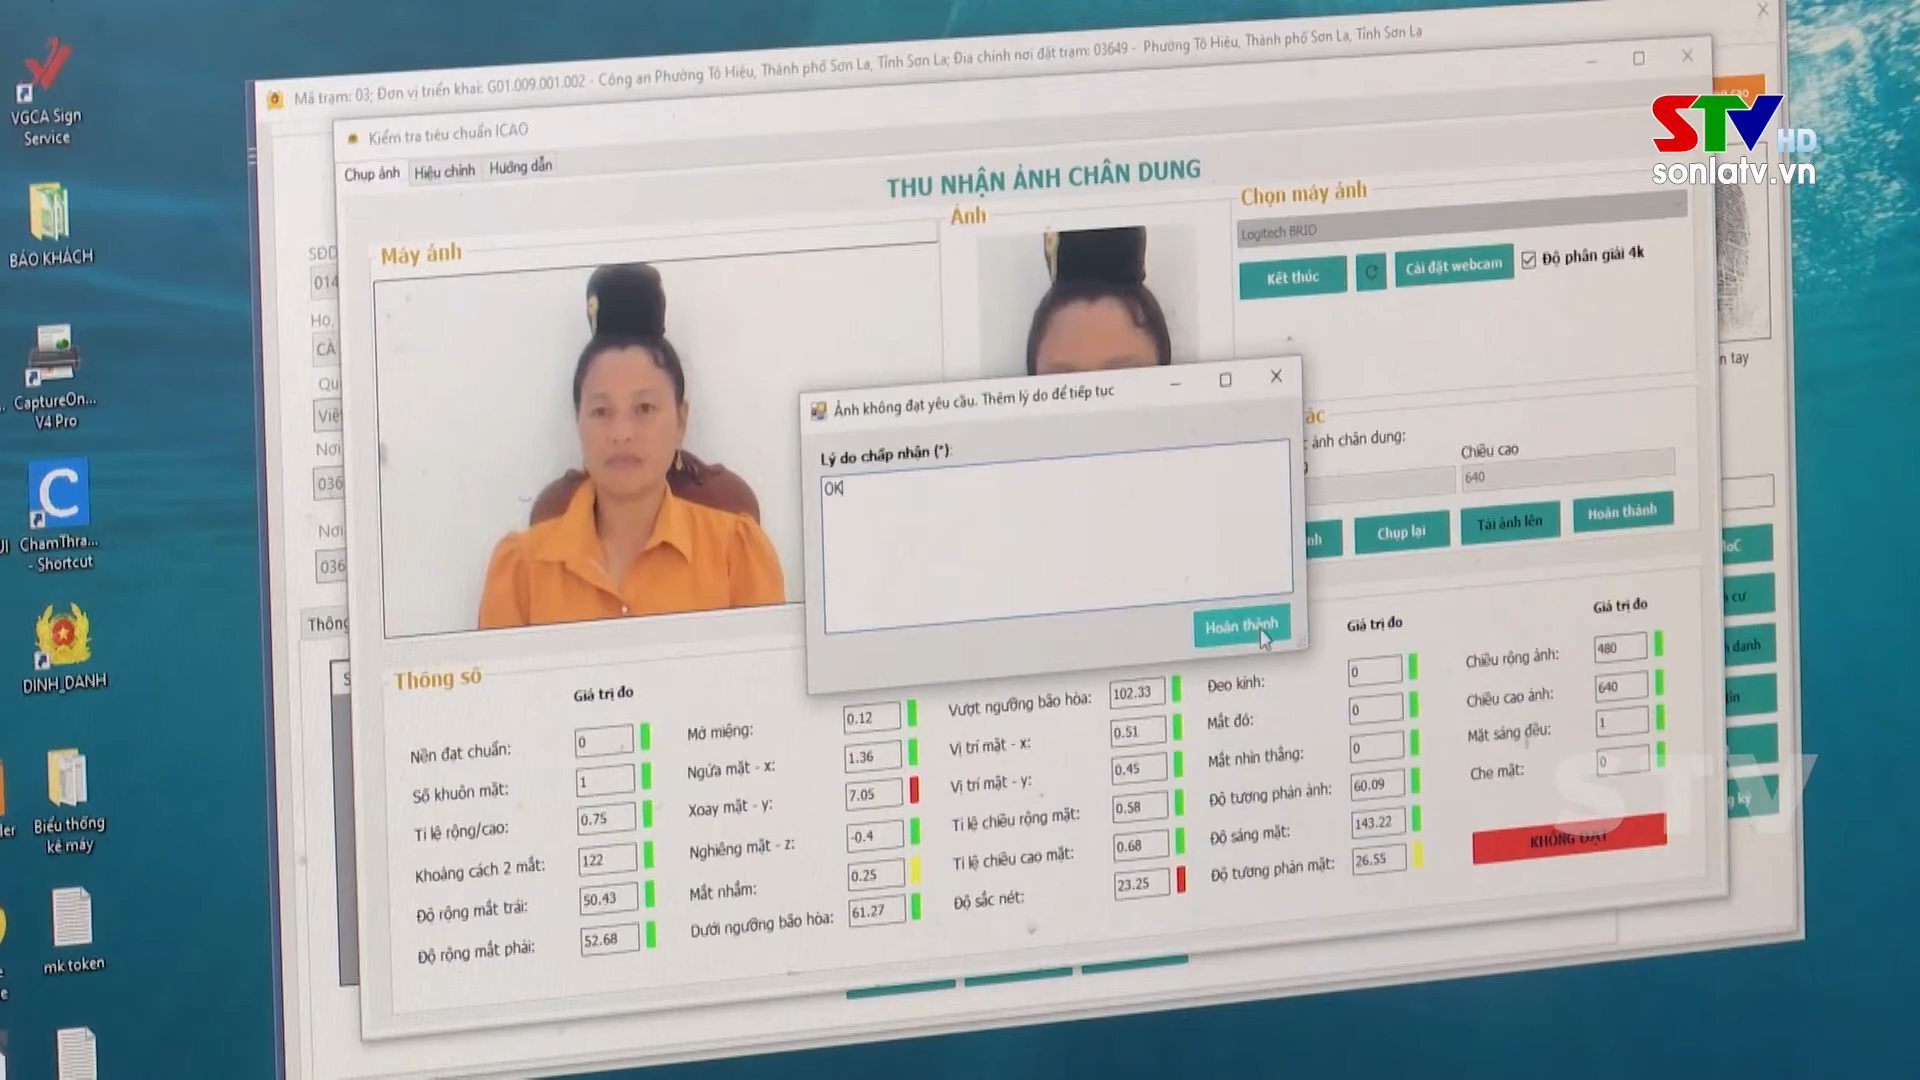 VGCA Sign
Service
BÁO KHÁCH
CaptureOn...
V4 Pro
ChamThra...
- Shortcut
DINH_DANH
Biểu thống
kê máy
mk token
Mã trạm: 03; Đơn vị triển khai: G01.009.001.002 - Công an Phường Tô Hiệu, Thành phố Sơn La, Tỉnh Sơn La; Địa chính nơi đặt trạm: 03649 - Phường Tô Hiệu, Thành phố Sơn La, Tỉnh Sơn La
STV HD
sonlatv.vn
Kiểm tra tiêu chuẩn ICAO
Chụp ảnh Hiệu chỉnh Hướng dẫn
THU NHẬN ẢNH CHÂN DUNG
Máy ảnh
Ảnh
Chọn máy ảnh
Logitech BRIO
Kết thúc
Cài đặt webcam
Độ phân giải 4k
014
CÀ
036
036
Ảnh không đạt yêu cầu. Thêm lý do để tiếp tục
Lý do chấp nhận (*):
OK
Hoàn thành
ảnh chân dung:
Chiều cao
640
Chụp lại
Tải ảnh lên
Hoàn thành
n tay
Thông số
Giá trị đo
Nền đạt chuẩn: 0
Số khuôn mặt: 1
Tỉ lệ rộng/cao: 0.75
Khoảng cách 2 mắt: 122
Độ rộng mắt trái: 50.43
Độ rộng mắt phải: 52.68
Mở miệng: 0.12
Ngửa mặt - x: 1.36
Xoay mặt - y: 7.05
Nghiêng mặt - z: -0.4
Mắt nhắm: 0.25
Dưới ngưỡng bão hòa: 61.27
Vượt ngưỡng bão hòa: 102.33
Vị trí mặt - x: 0.51
Vị trí mặt - y: 0.45
Tỉ lệ chiều rộng mặt: 0.58
Tỉ lệ chiều cao mặt: 0.68
Độ sắc nét: 23.25
Giá trị đo
Đeo kính: 0
Mắt đỏ: 0
Mắt nhìn thẳng: 0
Độ tương phản ảnh: 60.09
Độ sáng mặt: 143.22
Độ tương phản mặt: 26.55
Giá trị đo
Chiều rộng ảnh: 480
Chiều cao ảnh: 640
Mặt sáng đều: 1
Che mặt: 0
KHÔNG ĐẠT
STV